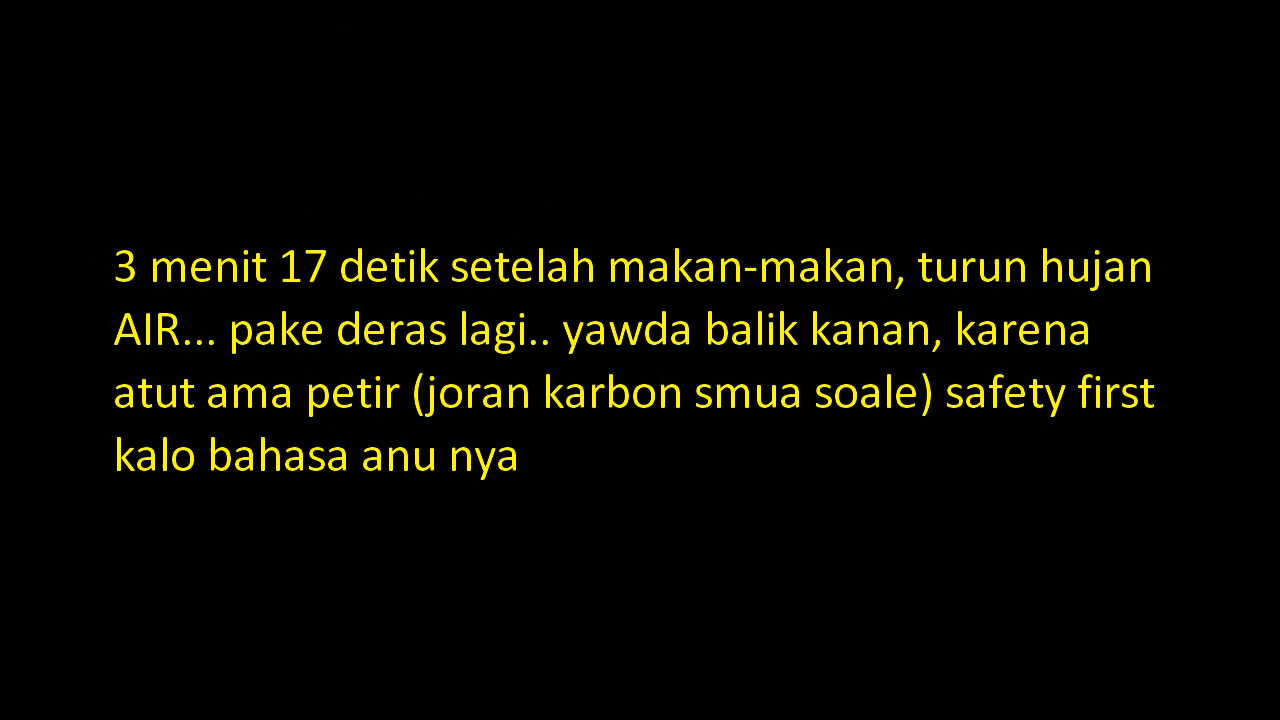 3 menit 17 detik setelah makan-makan, turun hujan
AIR... pake deras lagi.. yawda balik kanan, karena
atut ama petir (joran karbon smua soale) safety first
kalo bahasa anu nya